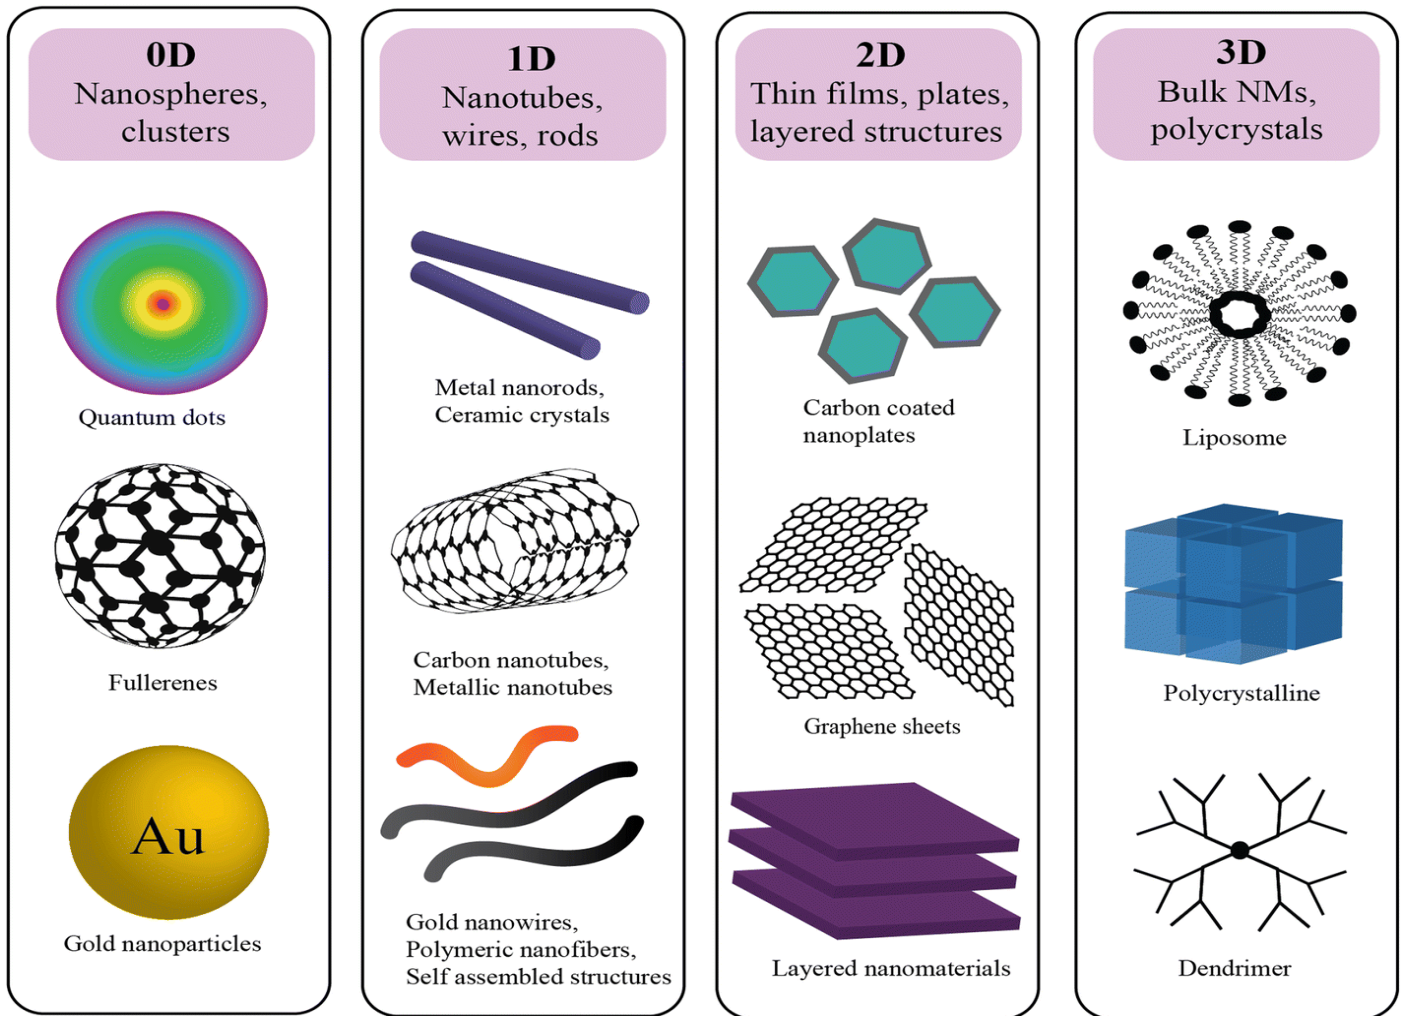 0D
Nanospheres,
clusters
Quantum dots
Fullerenes
Au
Gold nanoparticles
1D
Nanotubes,
wires, rods
Metal nanorods,
Ceramic crystals
Carbon nanotubes,
Metallic nanotubes
Gold nanowires,
Polymeric nanofibers,
Self assembled structures
2D
Thin films, plates,
layered structures
Carbon coated
nanoplates
Graphene sheets
Layered nanomaterials
3D
Bulk NMs,
polycrystals
Liposome
Polycrystalline
Dendrimer